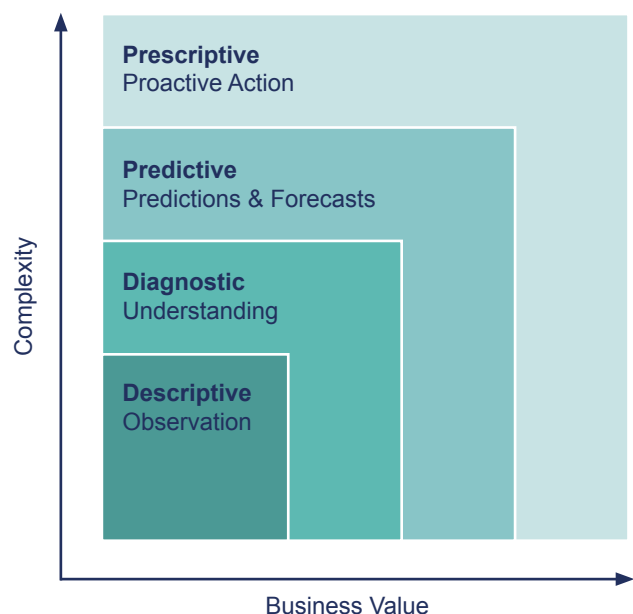 Prescriptive
Proactive Action
Predictive
Predictions & Forecasts
Diagnostic
Understanding
Descriptive
Observation
Complexity
Business Value